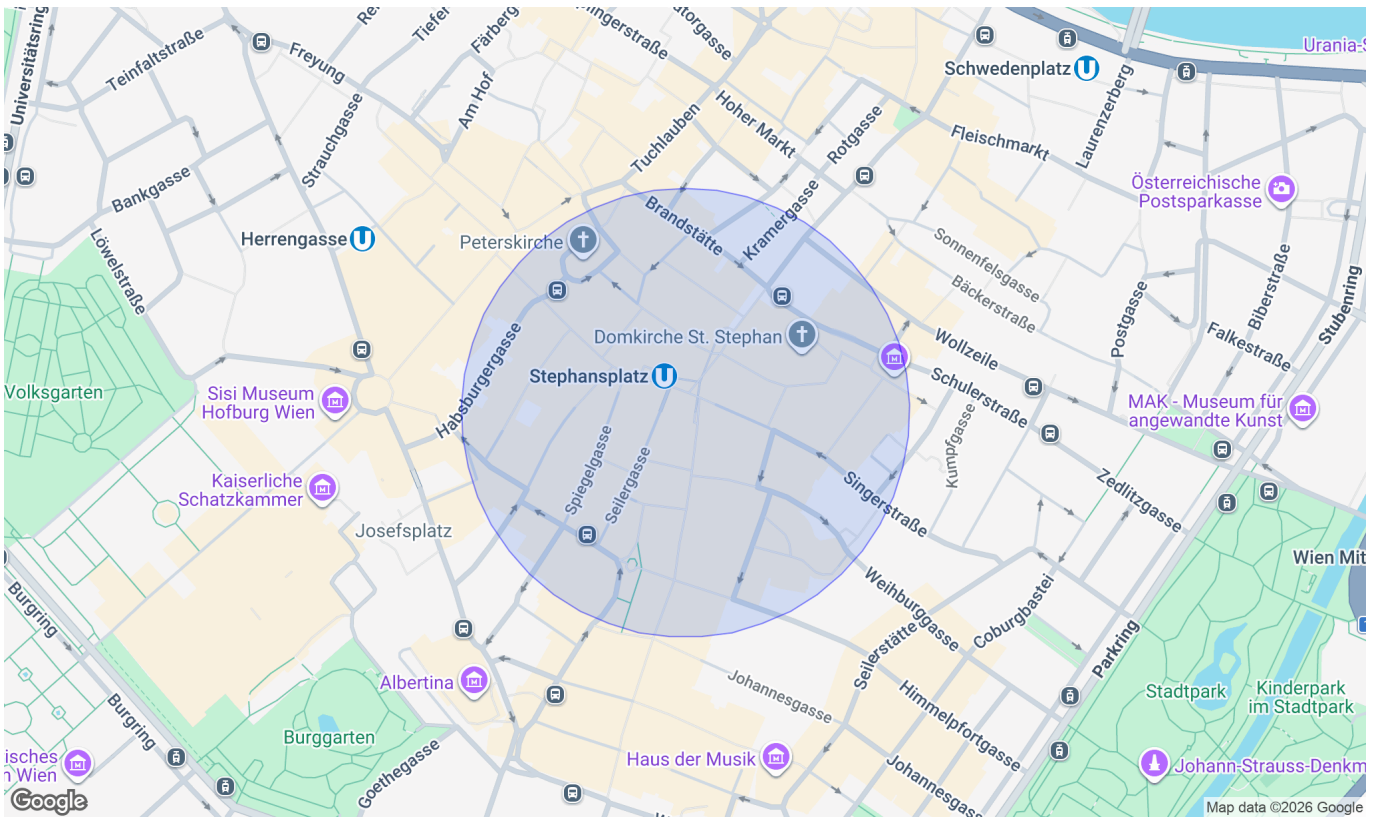 Universitätsring
Teinfaltstraße
Freyung
Tiefer
Färberg
Am Hof
Strauchgasse
Bankgasse
Löwelstraße
Herrengasse
Tuchlauben
Hoher Markt
Rotgasse
Kramergasse
Brandstätte
Peterskirche
Schwedenplatz
Urania-S
Laurenzerberg
Fleischmarkt
Österreichische
Postsparkasse
Sonnenfelsgasse
Bäckerstraße
Postgasse
Biberstraße
Falkestraße
Stubenring
Wollzeile
Schulerstraße
Domkirche St. Stephan
Stephansplatz
Habsburgergasse
Spiegelgasse
Seilergasse
Volksgarten
Sisi Museum
Hofburg Wien
Kaiserliche
Schatzkammer
Josefsplatz
MAK - Museum für
angewandte Kunst
Kumpfgasse
Zedlitzgasse
Singerstraße
Weihburggasse
Coburgbastei
Seilerstätte
Himmelpfortgasse
Parkring
Wien Mit
Stadtpark
Kinderpark
im Stadtpark
Burgring
Burgring
Albertina
Burggarten
Goethegasse
Johannesgasse
Haus der Musik
Johannesgass
Johann-Strauss-Denkm
isches
n Wien
Google
Map data ©2026 Google